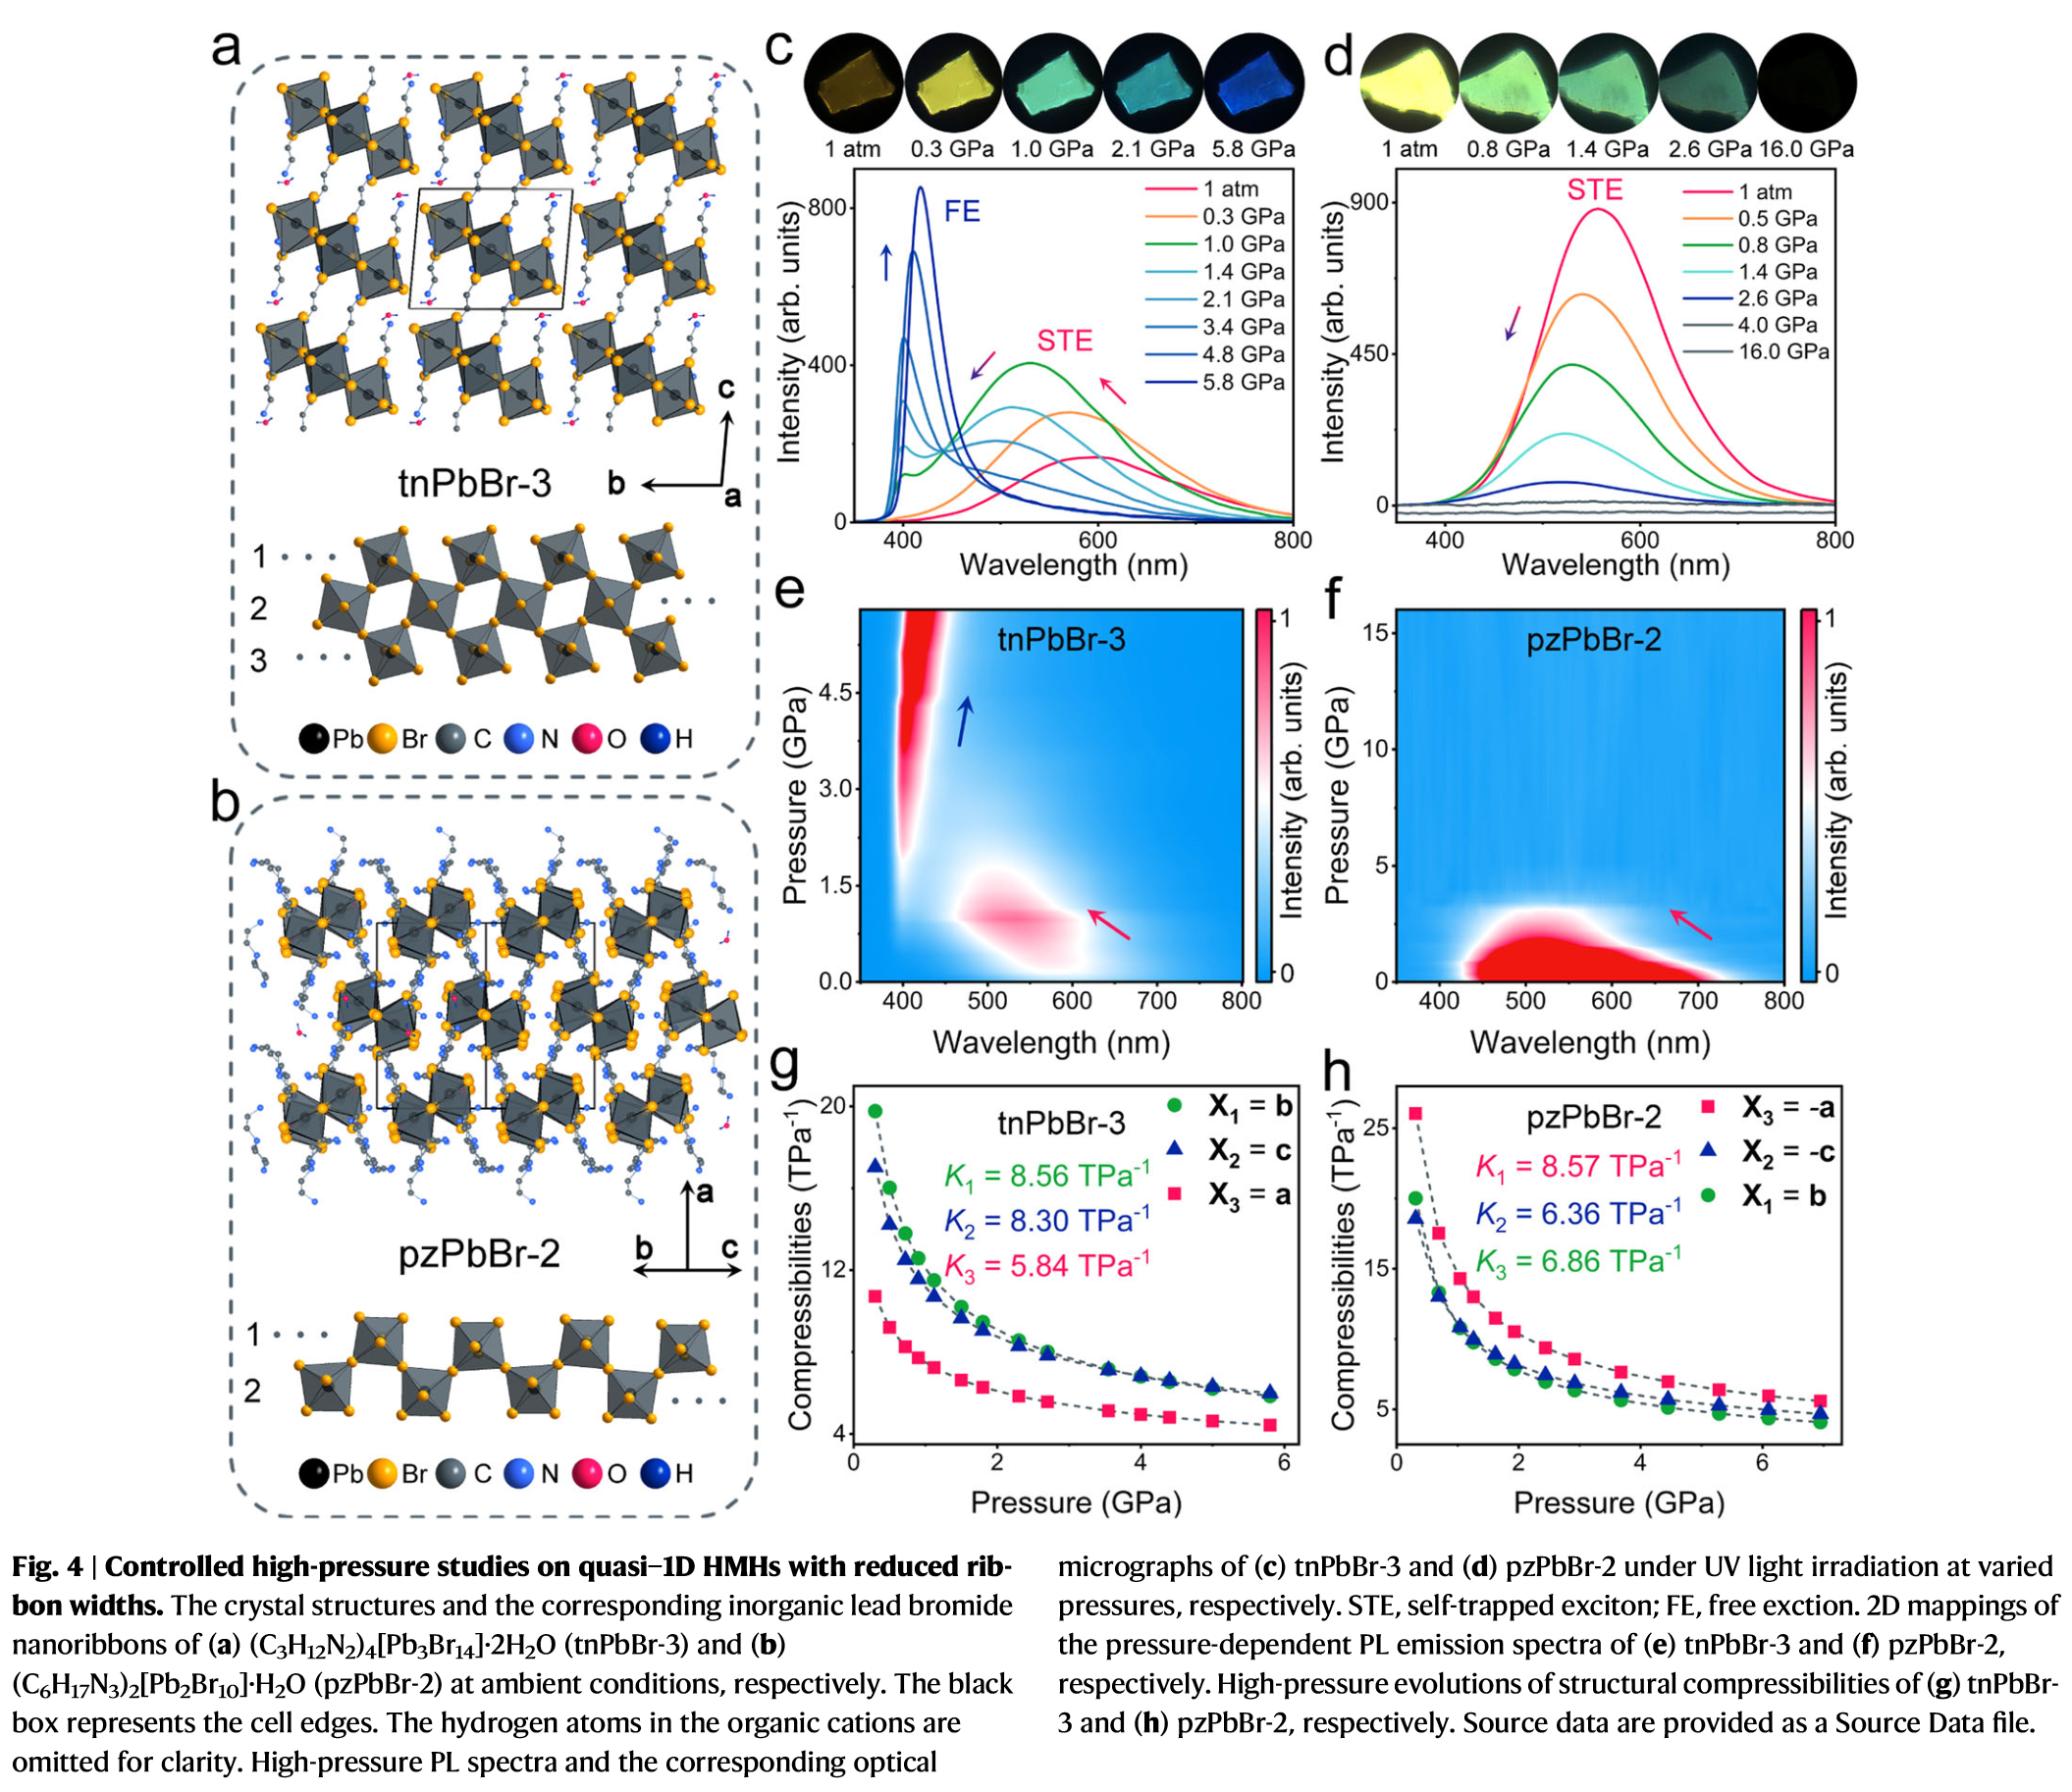 a
tnPbBr-3
c
b
a
1
2
3
Pb Br C N O H
b
pzPbBr-2
a
b c
1
2
Pb Br C N O H
c
1 atm 0.3 GPa 1.0 GPa 2.1 GPa 5.8 GPa
Intensity (arb. units)
800
400
0
FE
STE
1 atm
0.3 GPa
1.0 GPa
1.4 GPa
2.1 GPa
3.4 GPa
4.8 GPa
5.8 GPa
400 600 800
Wavelength (nm)
d
1 atm 0.8 GPa 1.4 GPa 2.6 GPa 16.0 GPa
Intensity (arb. units)
900
450
0
STE
1 atm
0.5 GPa
0.8 GPa
1.4 GPa
2.6 GPa
4.0 GPa
16.0 GPa
400 600 800
Wavelength (nm)
e
tnPbBr-3
Pressure (GPa)
4.5
3.0
1.5
0.0
400 500 600 700 800
Wavelength (nm)
1
0
Intensity (arb. units)
f
pzPbBr-2
Pressure (GPa)
15
10
5
0
400 500 600 700 800
Wavelength (nm)
1
0
Intensity (arb. units)
g
tnPbBr-3
X₁ = b
X₂ = c
X₃ = a
K₁ = 8.56 TPa⁻¹
K₂ = 8.30 TPa⁻¹
K₃ = 5.84 TPa⁻¹
Compressibilities (TPa⁻¹)
20
12
4
0 2 4 6
Pressure (GPa)
h
pzPbBr-2
X₃ = -a
X₂ = -c
X₁ = b
K₁ = 8.57 TPa⁻¹
K₂ = 6.36 TPa⁻¹
K₃ = 6.86 TPa⁻¹
Compressibilities (TPa⁻¹)
25
15
5
0 2 4 6
Pressure (GPa)
Fig. 4 | Controlled high-pressure studies on quasi−1D HMHs with reduced rib-
bon widths. The crystal structures and the corresponding inorganic lead bromide
nanoribbons of (a) (C₃H₁₂N₂)₄[Pb₃Br₁₄]·2H₂O (tnPbBr-3) and (b)
(C₆H₁₇N₃)₂[Pb₂Br₁₀]·H₂O (pzPbBr-2) at ambient conditions, respectively. The black
box represents the cell edges. The hydrogen atoms in the organic cations are
omitted for clarity. High-pressure PL spectra and the corresponding optical
micrographs of (c) tnPbBr-3 and (d) pzPbBr-2 under UV light irradiation at varied
pressures, respectively. STE, self-trapped exciton; FE, free exction. 2D mappings of
the pressure-dependent PL emission spectra of (e) tnPbBr-3 and (f) pzPbBr-2,
respectively. High-pressure evolutions of structural compressibilities of (g) tnPbBr-
3 and (h) pzPbBr-2, respectively. Source data are provided as a Source Data file.